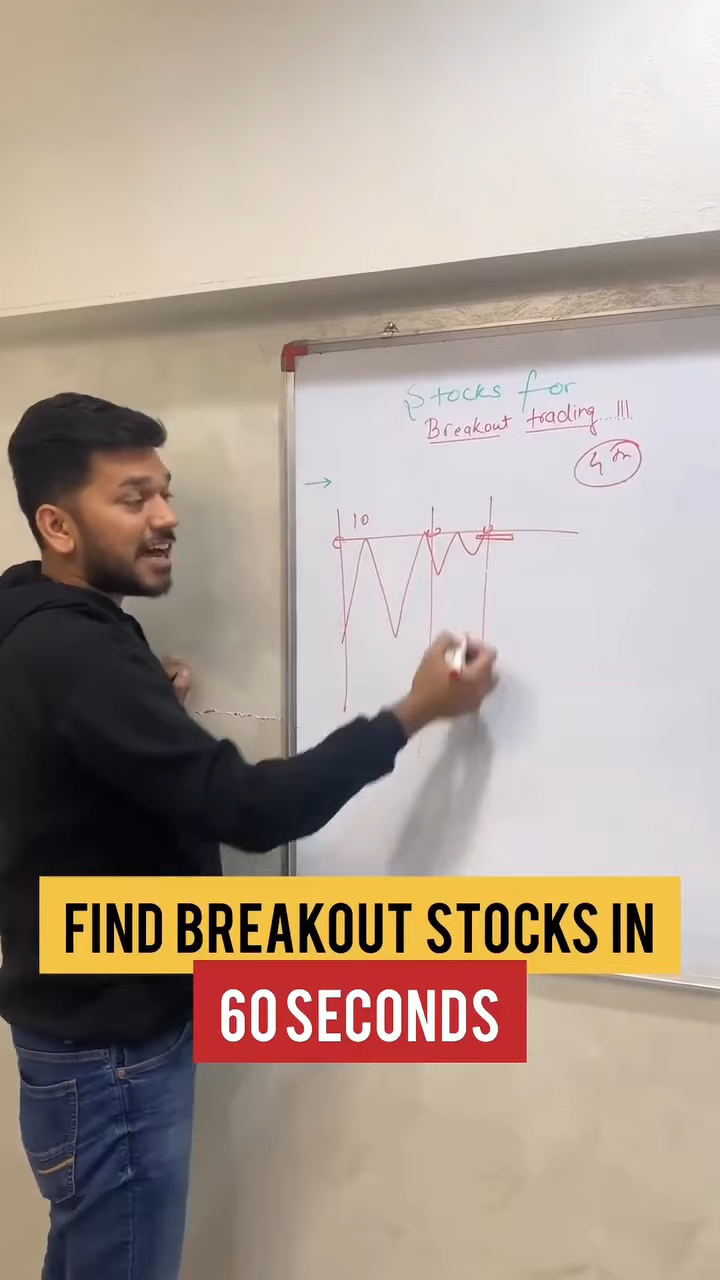 Stocks for
Breakout trading...!!!
10
FIND BREAKOUT STOCKS IN
60 SECONDS